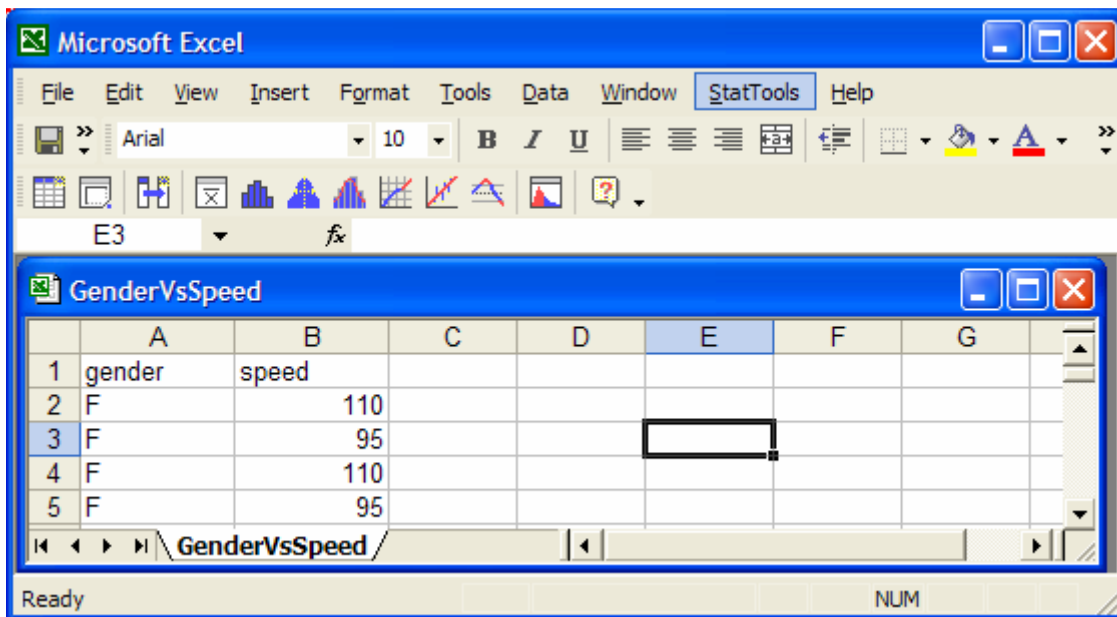 Microsoft Excel
File Edit View Insert Format Tools Data Window StatTools Help
Arial 10 B I U A
E3 fx
GenderVsSpeed
A B C D E F G
1 gender speed
2 F 110
3 F 95
4 F 110
5 F 95
GenderVsSpeed
Ready NUM